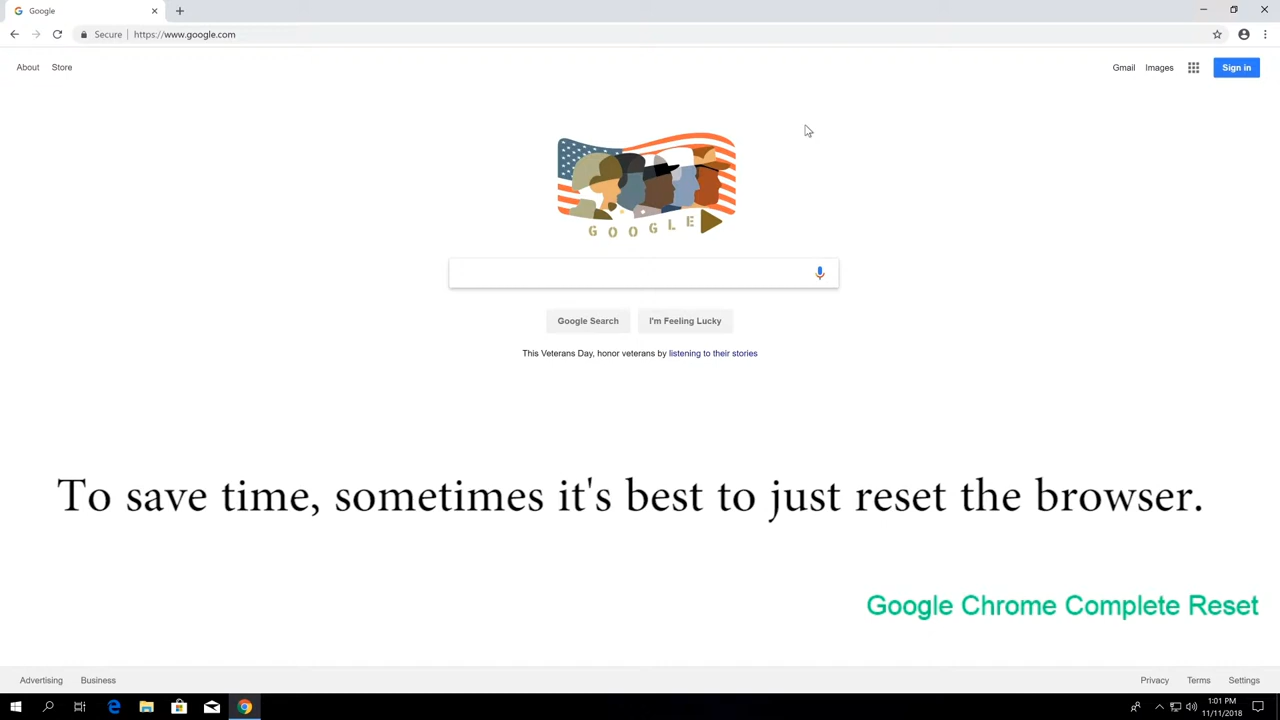 Google
Secure https://www.google.com
About Store
Gmail Images Sign in
GOOGLE
Google Search I'm Feeling Lucky
This Veterans Day, honor veterans by listening to their stories
To save time, sometimes it's best to just reset the browser.
Google Chrome Complete Reset
Advertising Business
Privacy Terms Settings
1:01 PM
11/11/2018